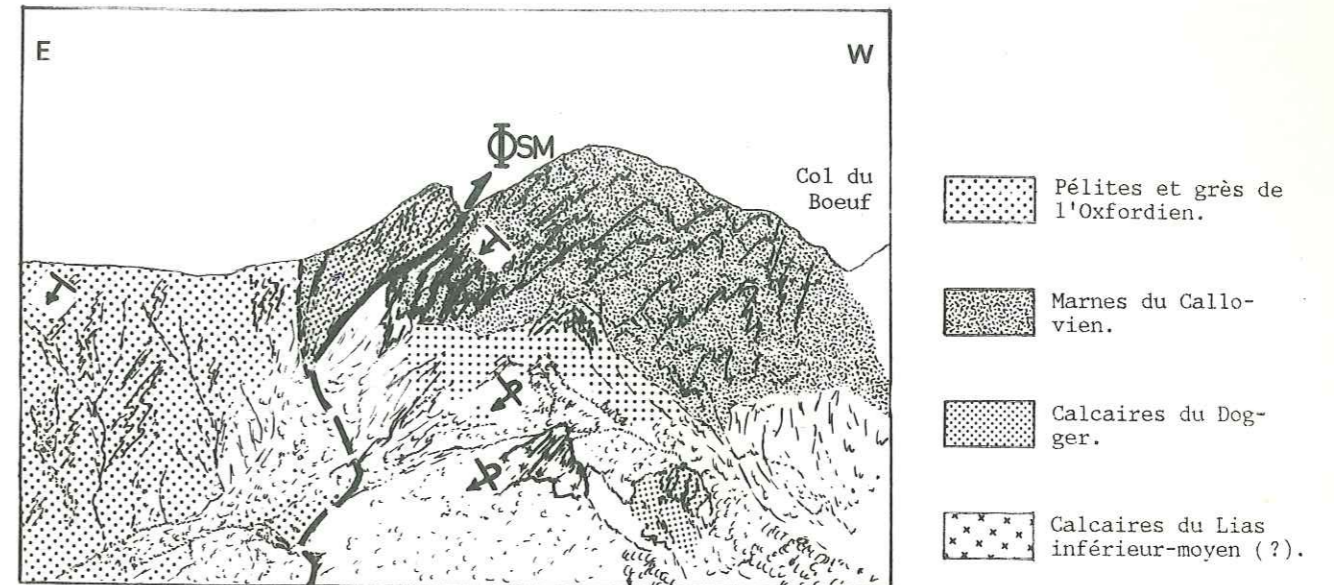 E
W
ΦSM
Col du
Boeuf
Pélites et grès de
l'Oxfordien.
Marnes du Callo-
vien.
Calcaires du Dog-
ger.
Calcaires du Lias
inférieur-moyen (?).